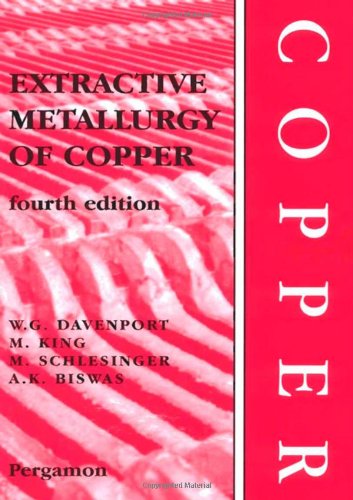 EXTRACTIVE
METALLURGY
OF COPPER
fourth edition
W.G. DAVENPORT
M. KING
M. SCHLESINGER
A.K. BISWAS
Pergamon
COPPER